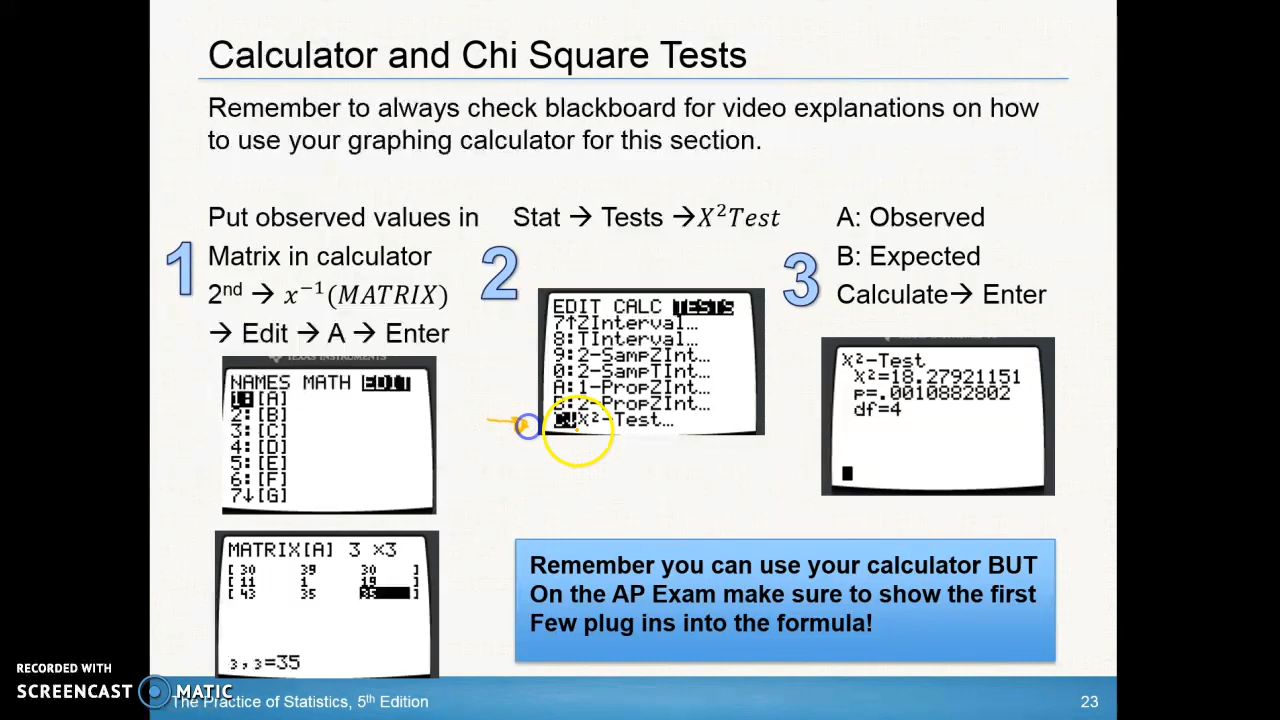 Calculator and Chi Square Tests
Remember to always check blackboard for video explanations on how
to use your graphing calculator for this section.
Put observed values in
Matrix in calculator
2nd → x⁻¹(MATRIX)
→ Edit → A → Enter
1
NAMES MATH EDIT
1:[A]
2:[B]
3:[C]
4:[D]
5:[E]
6:[F]
7↓[G]
MATRIX[A] 3 ×3
[ 30 39 30 ]
[ 11 1 19 ]
[ 43 35 35 ]
3,3=35
Stat → Tests → X²Test
2
EDIT CALC TESTS
7↑ZInterval…
8:TInterval…
9:2-SampZInt…
0:2-SampTInt…
A:1-PropZInt…
B:2-PropZInt…
X²-Test…
A: Observed
B: Expected
Calculate→ Enter
3
X²-Test
X²=18.27921151
p=.0010882802
df=4
Remember you can use your calculator BUT
On the AP Exam make sure to show the first
Few plug ins into the formula!
RECORDED WITH
SCREENCAST MATIC
The Practice of Statistics, 5th Edition
23